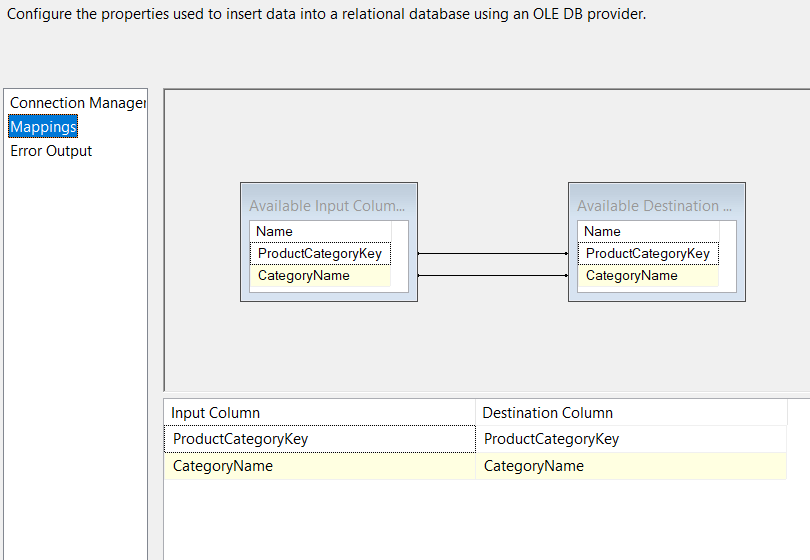 Configure the properties used to insert data into a relational database using an OLE DB provider.
Connection Manager
Mappings
Error Output
Available Input Colum...
Name
ProductCategoryKey
CategoryName
Available Destination ...
Name
ProductCategoryKey
CategoryName
Input Column Destination Column
ProductCategoryKey ProductCategoryKey
CategoryName CategoryName